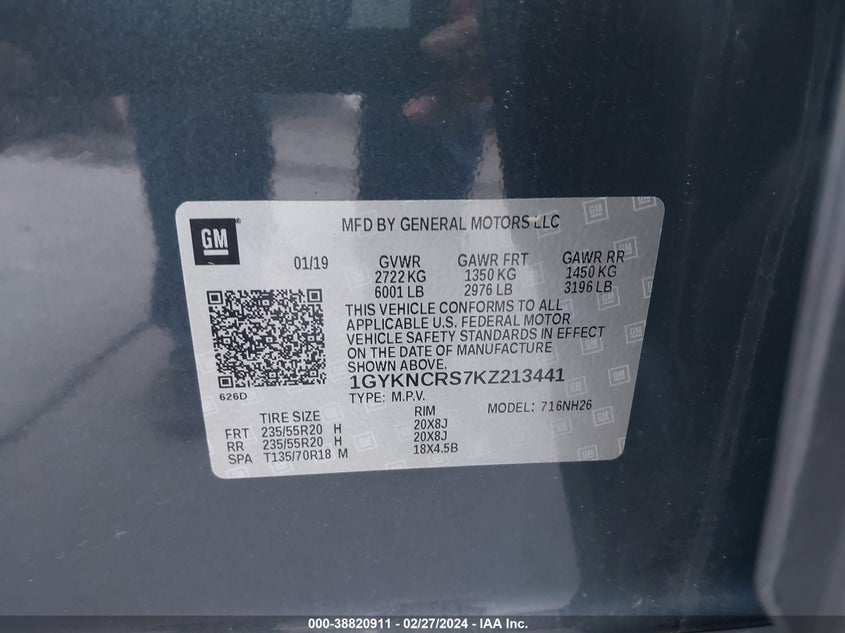 GM
MFD BY GENERAL MOTORS LLC
01/19 GVWR GAWR FRT GAWR RR
2722 KG 1350 KG 1450 KG
6001 LB 2976 LB 3196 LB
THIS VEHICLE CONFORMS TO ALL
APPLICABLE U.S. FEDERAL MOTOR
VEHICLE SAFETY STANDARDS IN EFFECT
ON THE DATE OF MANUFACTURE
SHOWN ABOVE.
1GYKNCRS7KZ213441
626D
TYPE: M.P.V. MODEL: 716NH26
TIRE SIZE RIM
FRT 235/55R20 H 20X8J
RR 235/55R20 H 20X8J
SPA T135/70R18 M 18X4.5B
000-38820911 - 02/27/2024 - IAA Inc.